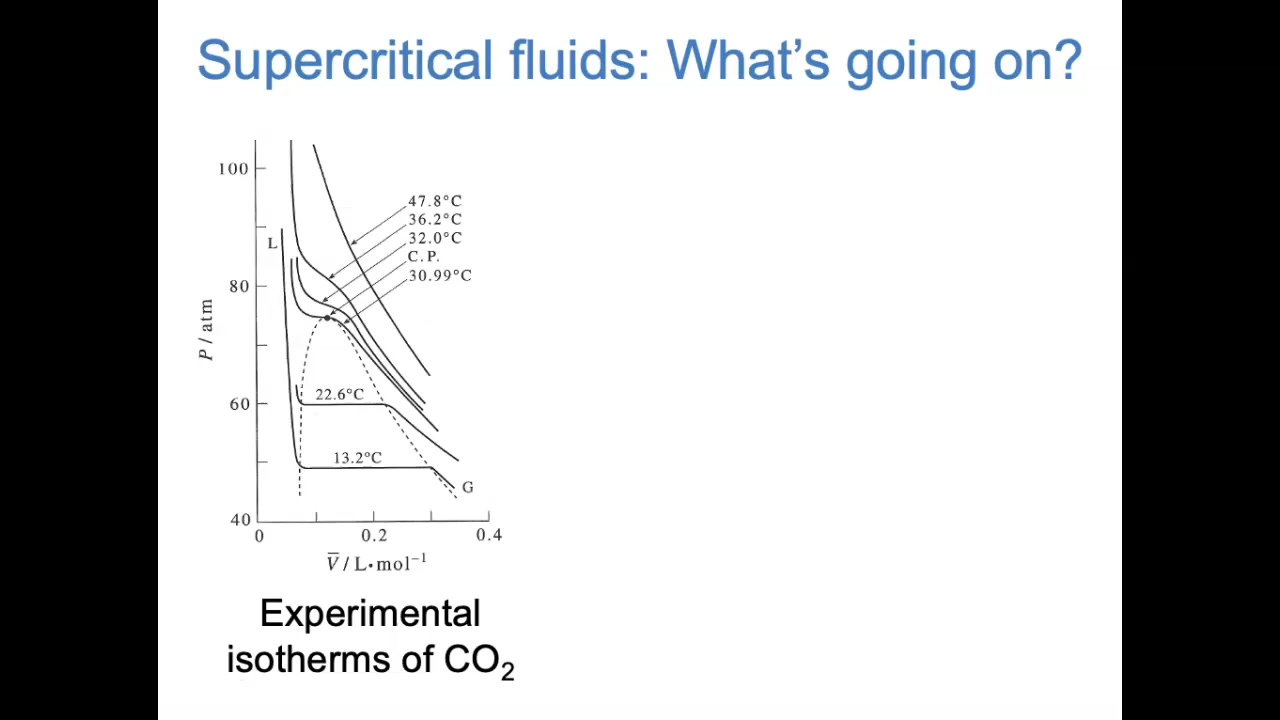 Supercritical fluids: What's going on?
100
47.8°C
36.2°C
32.0°C
L
C.P.
30.99°C
80
P / atm
22.6°C
60
13.2°C
G
40
0
0.2
0.4
V̅ / L•mol⁻¹
Experimental
isotherms of CO₂